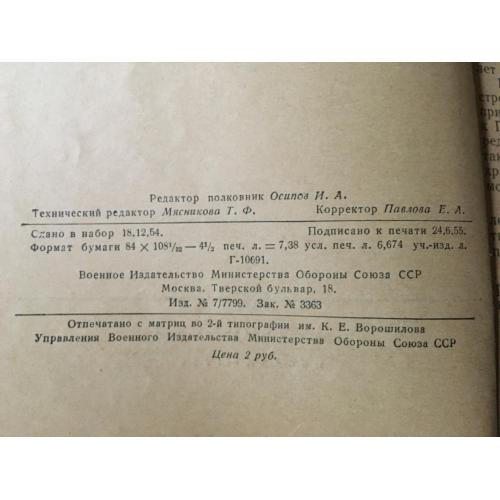 Редактор полковник Осипов И. А.
Технический редактор Мясникова Т. Ф. Корректор Павлова Е. А.
Сдано в набор 18.12.54. Подписано к печати 24.6.55.
Формат бумаги 84 × 108¹/₃₂ — 4¹/₂ печ. л. = 7,38 усл. печ. л. 6,674 уч.-изд. л.
Г-10691.
Военное Издательство Министерства Обороны Союза ССР
Москва, Тверской бульвар, 18.
Изд. № 7/7799. Зак. № 3363
Отпечатано с матриц во 2-й типографии им. К. Е. Ворошилова
Управления Военного Издательства Министерства Обороны Союза ССР
Цена 2 руб.